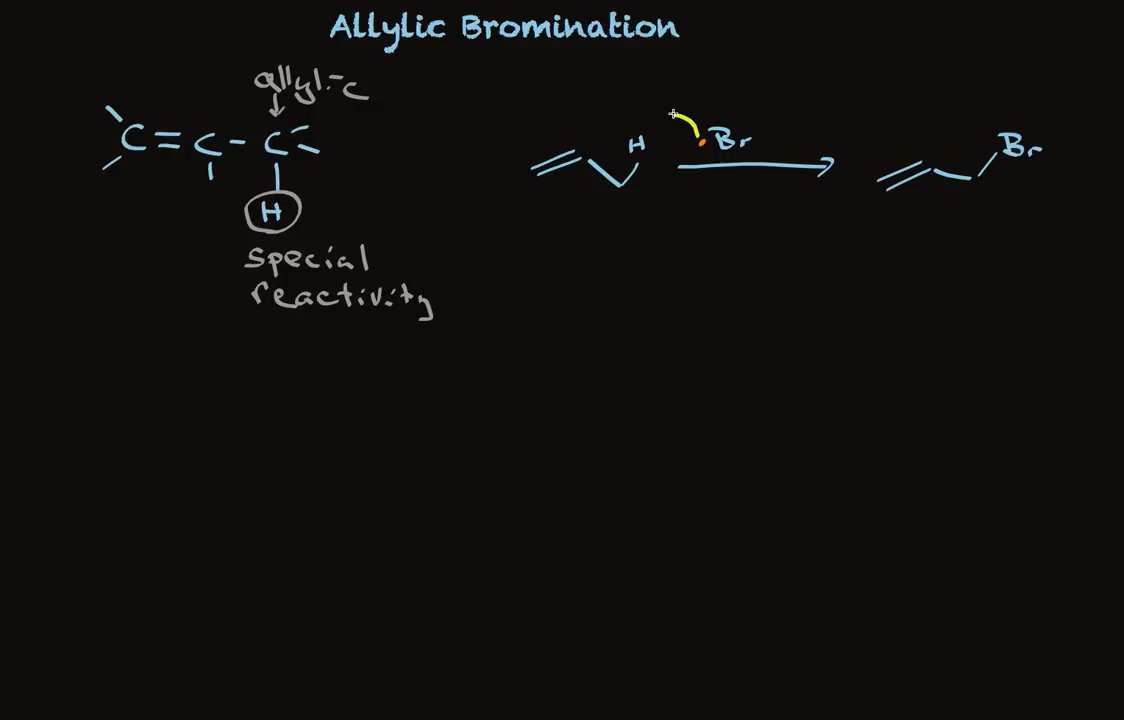 Allylic Bromination
allylic
C = C - C
H
special
reactivity
H
•Br
Br